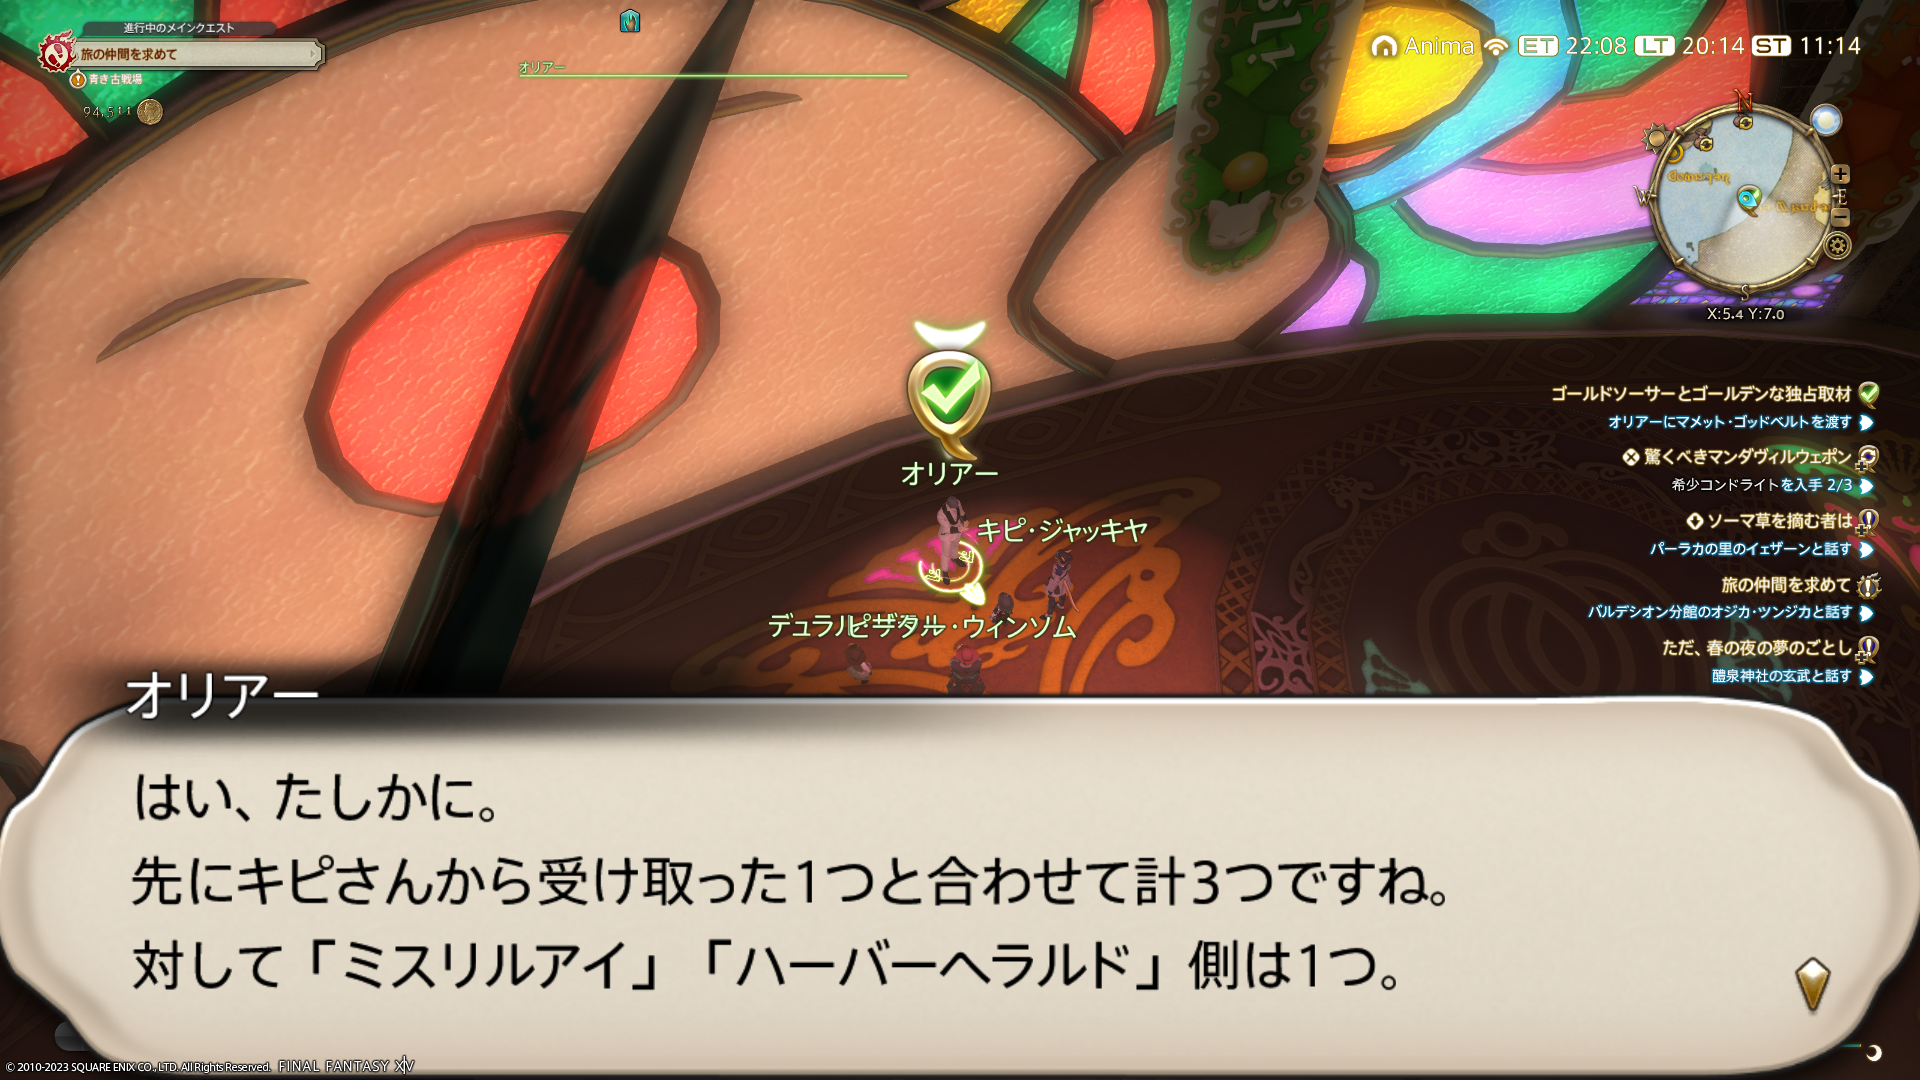 進行中のメインクエスト
旅の仲間を求めて
青き古戦場
94,511
オリアー
Anima ET 22:08 LT 20:14 ST 11:14
N
W
E
S
X:5.4 Y:7.0
ゴールドソーサーとゴールデンな独占取材
オリアーにマメット・ゴッドベルトを渡す
驚くべきマンダヴィルウェポン
希少コンドライトを入手 2/3
ソーマ草を摘む者は
パーラカの里のイェザーンと話す
旅の仲間を求めて
バルデシオン分館のオジカ・ツンジカと話す
ただ、春の夜の夢のごとし
醴泉神社の玄武と話す
オリアー
キピ・ジャッキヤ
オリアー
はい、たしかに。
先にキピさんから受け取った1つと合わせて計3つですね。
対して「ミスリルアイ」「ハーバーヘラルド」側は1つ。
© 2010-2023 SQUARE ENIX CO., LTD. All Rights Reserved. FINAL FANTASY XIV